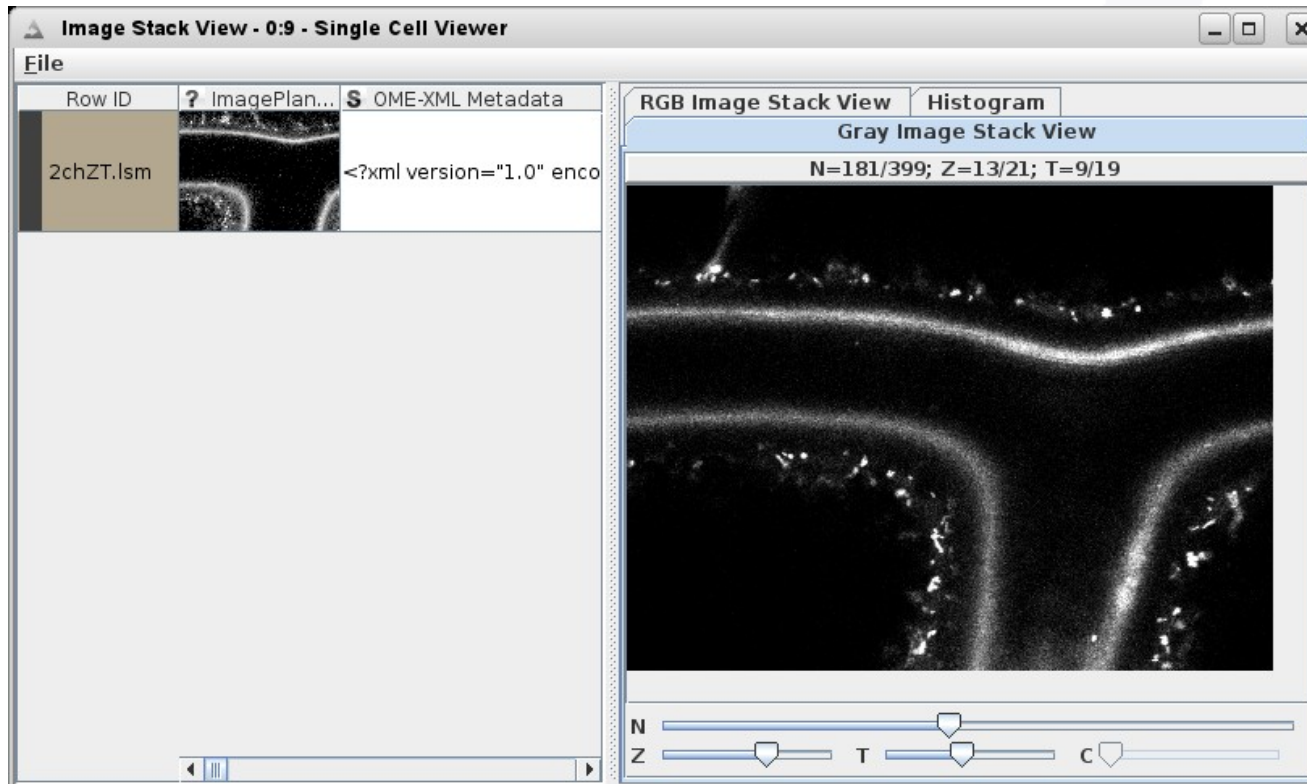 Image Stack View - 0:9 - Single Cell Viewer
File
Row ID
? ImagePlan...
S OME-XML Metadata
2chZT.lsm
<?xml version="1.0" enco
RGB Image Stack View
Histogram
Gray Image Stack View
N=181/399; Z=13/21; T=9/19
N
Z
T
C